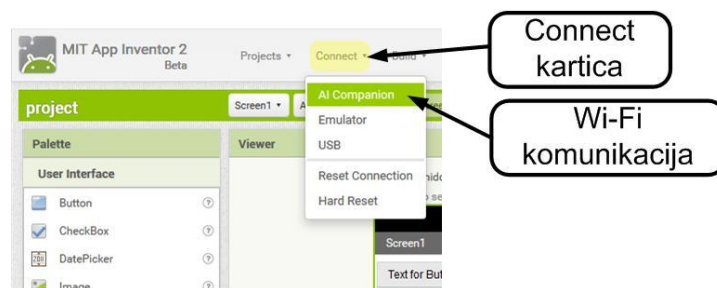 MIT App Inventor 2
Beta
Projects
Connect
Build
Connect
kartica
project
Screen1
AI Companion
Emulator
USB
Reset Connection
Hard Reset
Wi-Fi
komunikacija
Palette
Viewer
User Interface
Button
CheckBox
DatePicker
Image
Screen1
Text for But